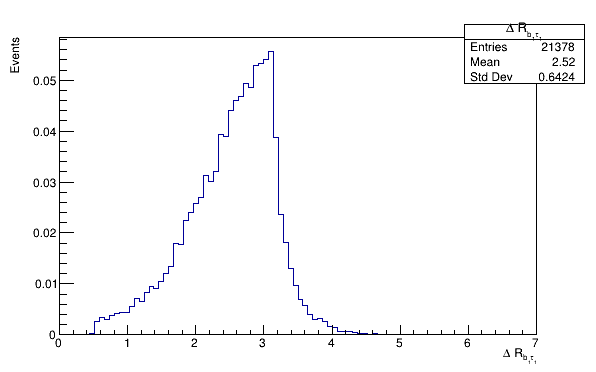 Δ R_{b_1 τ_1}
Entries 21378
Mean 2.52
Std Dev 0.6424
Events
0.05
0.04
0.03
0.02
0.01
0
0 1 2 3 4 5 6 7
Δ R_{b_1 τ_1}